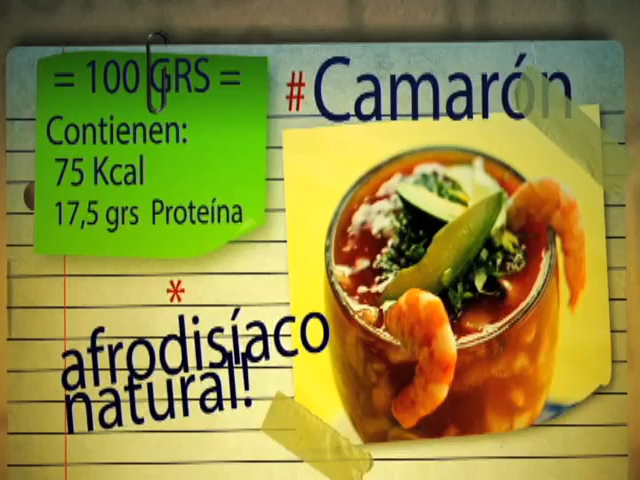 = 100 GRS =
Contienen:
75 Kcal
17,5 grs Proteína
# Camarón
*
afrodisíaco
natural!